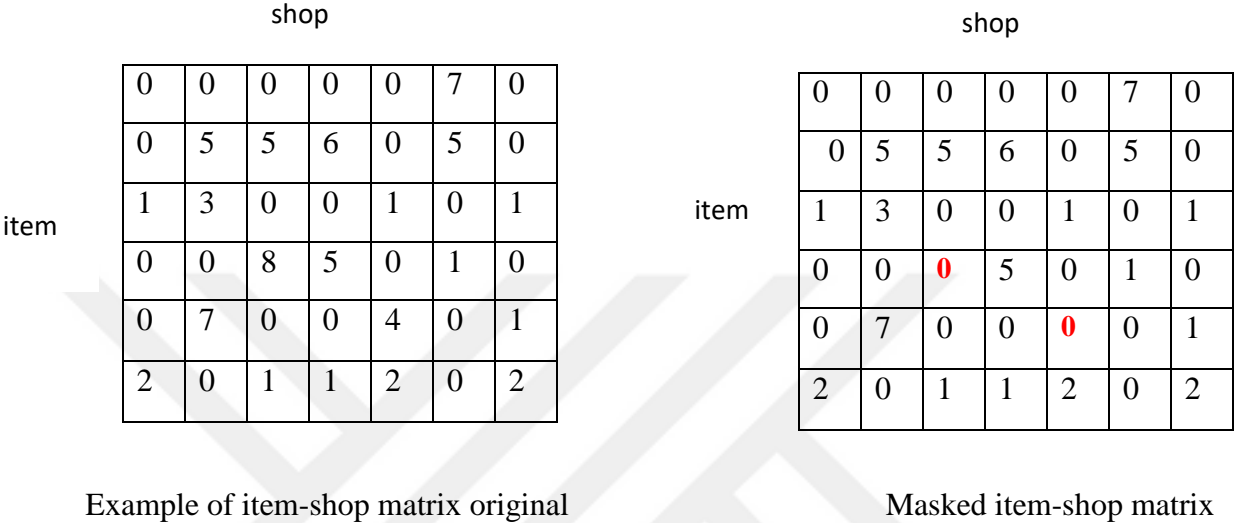 shop
0 0 0 0 0 7 0
0 5 5 6 0 5 0
item
1 3 0 0 1 0 1
0 0 8 5 0 1 0
0 7 0 0 4 0 1
2 0 1 1 2 0 2
Example of item-shop matrix original
shop
0 0 0 0 0 7 0
0 5 5 6 0 5 0
item
1 3 0 0 1 0 1
0 0 0 5 0 1 0
0 7 0 0 0 0 1
2 0 1 1 2 0 2
Masked item-shop matrix